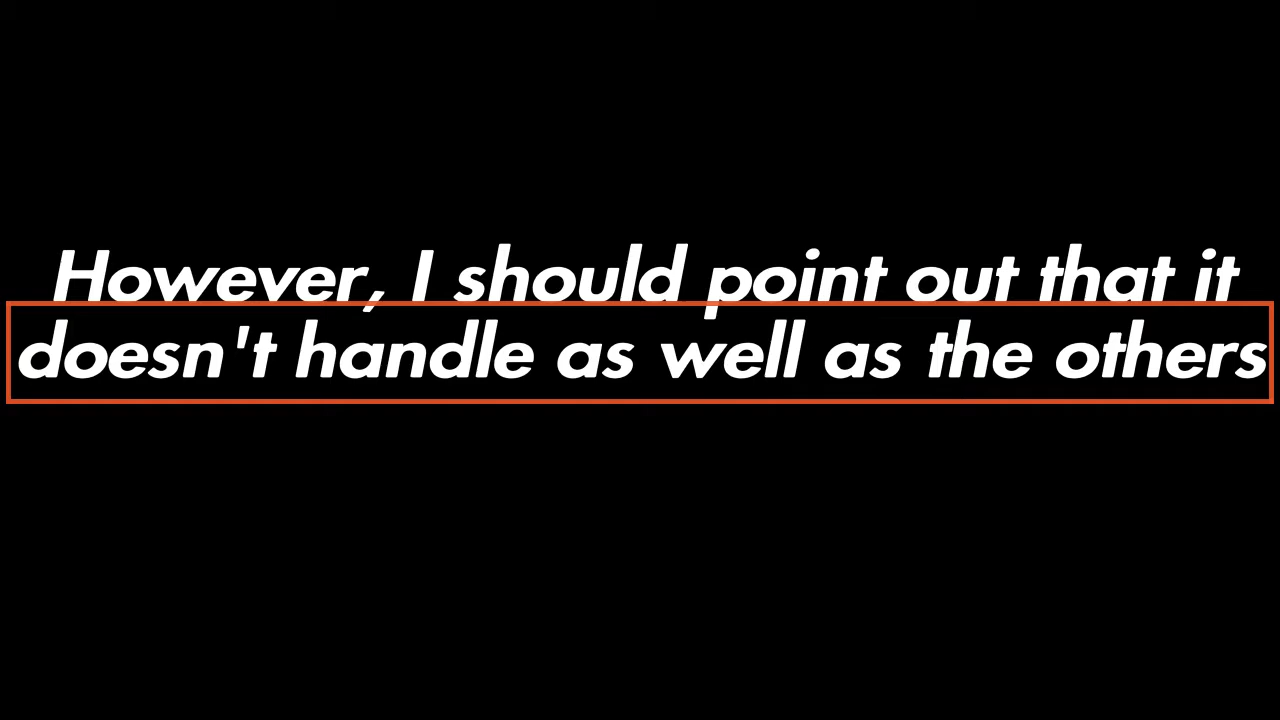 However, I should point out that it
doesn't handle as well as the others